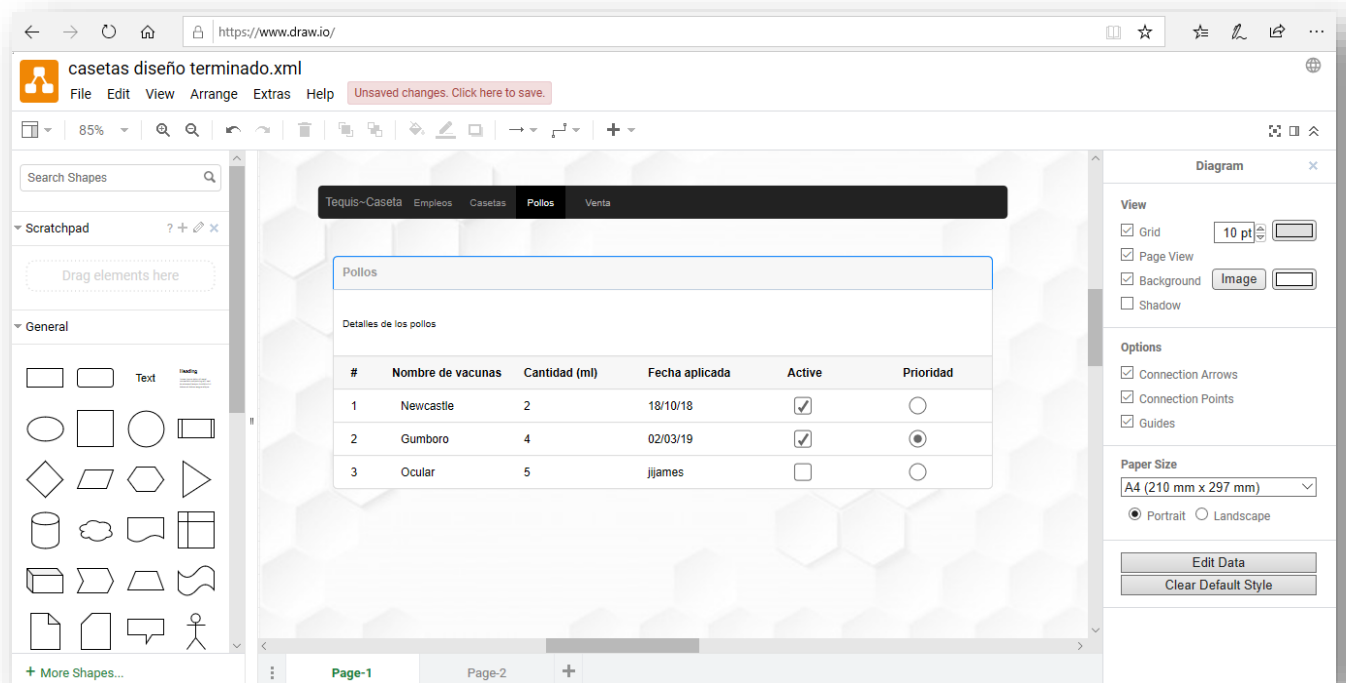 https://www.draw.io/
casetas diseño terminado.xml
File Edit View Arrange Extras Help Unsaved changes. Click here to save.
85%
Search Shapes
Scratchpad ?
Drag elements here
General
Text
Heading
+ More Shapes...
Tequis~Caseta Empleos Casetas Pollos Venta
Pollos
Detalles de los pollos
# Nombre de vacunas Cantidad (ml) Fecha aplicada Active Prioridad
1 Newcastle 2 18/10/18
2 Gumboro 4 02/03/19
3 Ocular 5 jijames
Page-1 Page-2
Diagram
View
Grid 10 pt
Page View
Background Image
Shadow
Options
Connection Arrows
Connection Points
Guides
Paper Size
A4 (210 mm x 297 mm)
Portrait Landscape
Edit Data
Clear Default Style